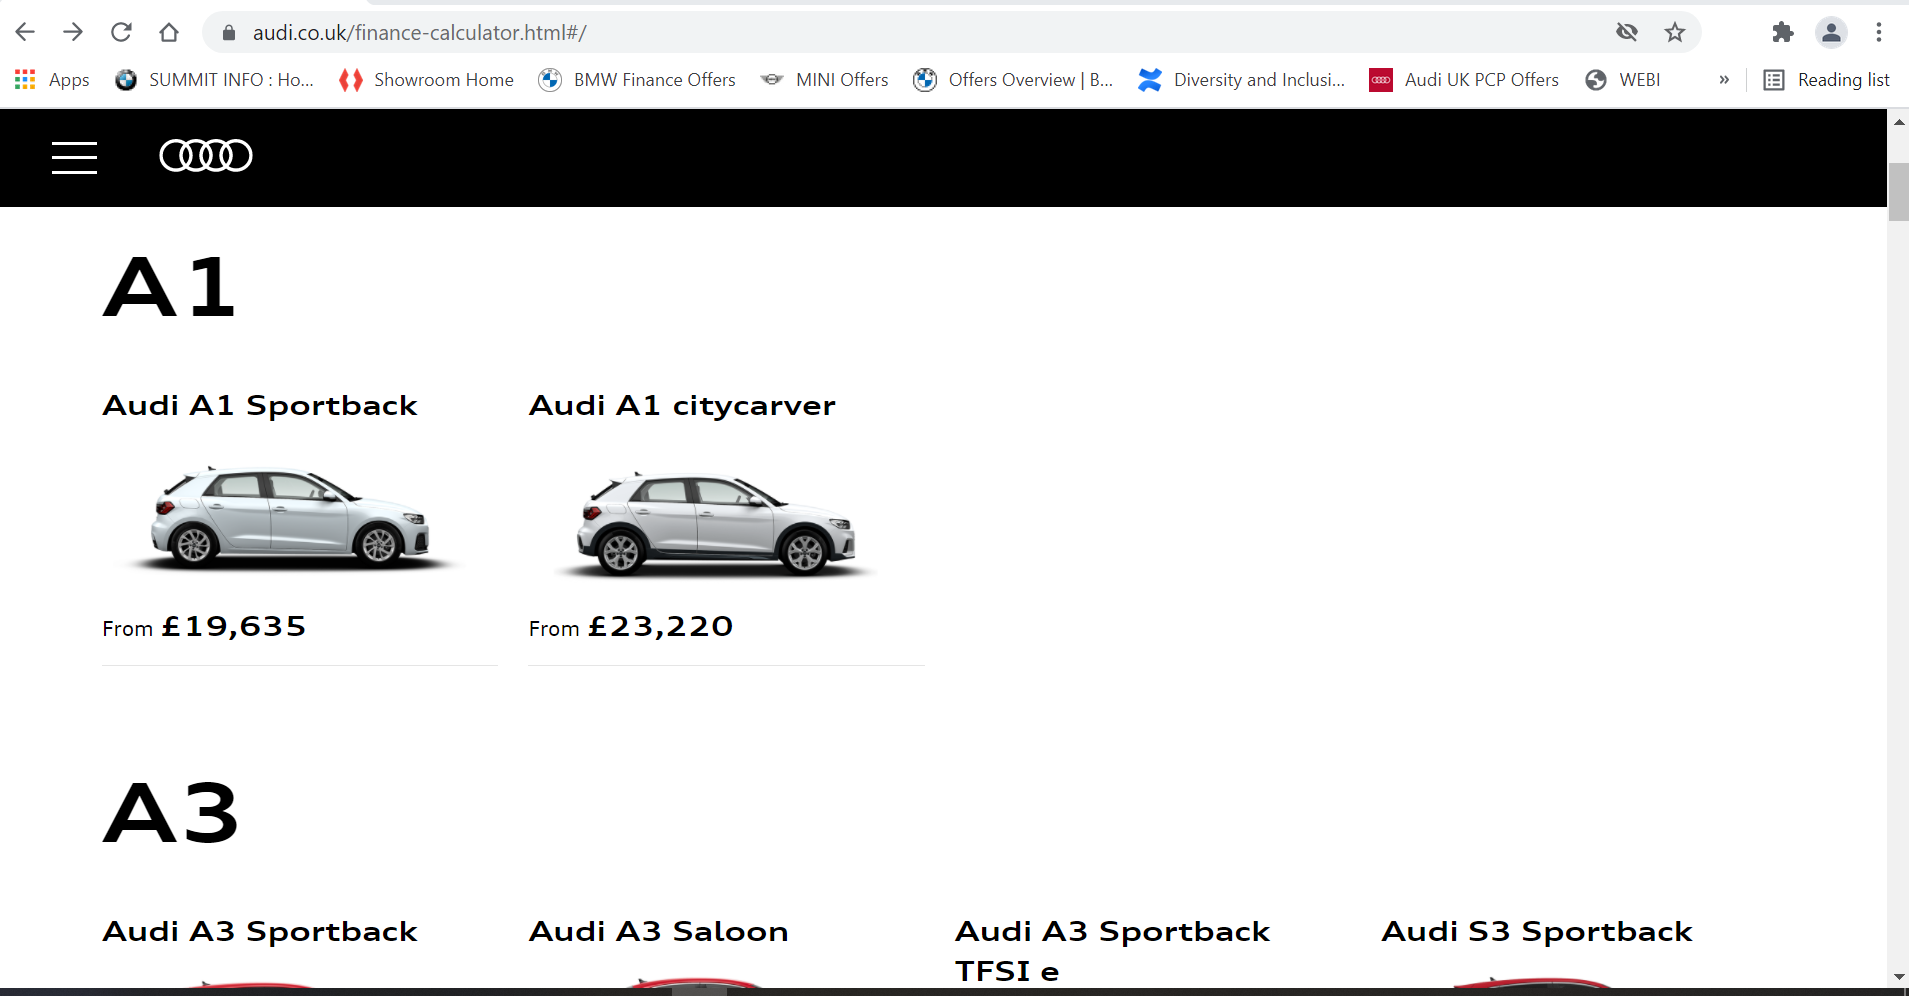 audi.co.uk/finance-calculator.html#/
Apps SUMMIT INFO : Ho... Showroom Home BMW Finance Offers MINI Offers Offers Overview | B... Diversity and Inclusi... Audi UK PCP Offers WEBI » Reading list
A1
Audi A1 Sportback Audi A1 citycarver
From £19,635 From £23,220
A3
Audi A3 Sportback Audi A3 Saloon Audi A3 Sportback Audi S3 Sportback
TFSI e